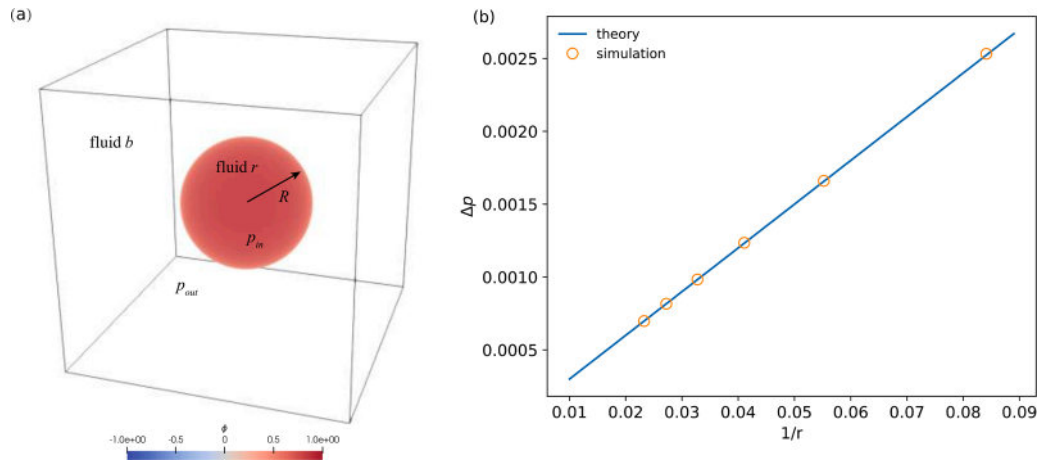 (a)
fluid b
fluid r
R
p_in
p_out
ϕ
-1.0e+00 -0.5 0 0.5 1.0e+00
(b)
theory
simulation
0.0025
0.0020
0.0015
0.0010
0.0005
Δp
0.01 0.02 0.03 0.04 0.05 0.06 0.07 0.08 0.09
1/r